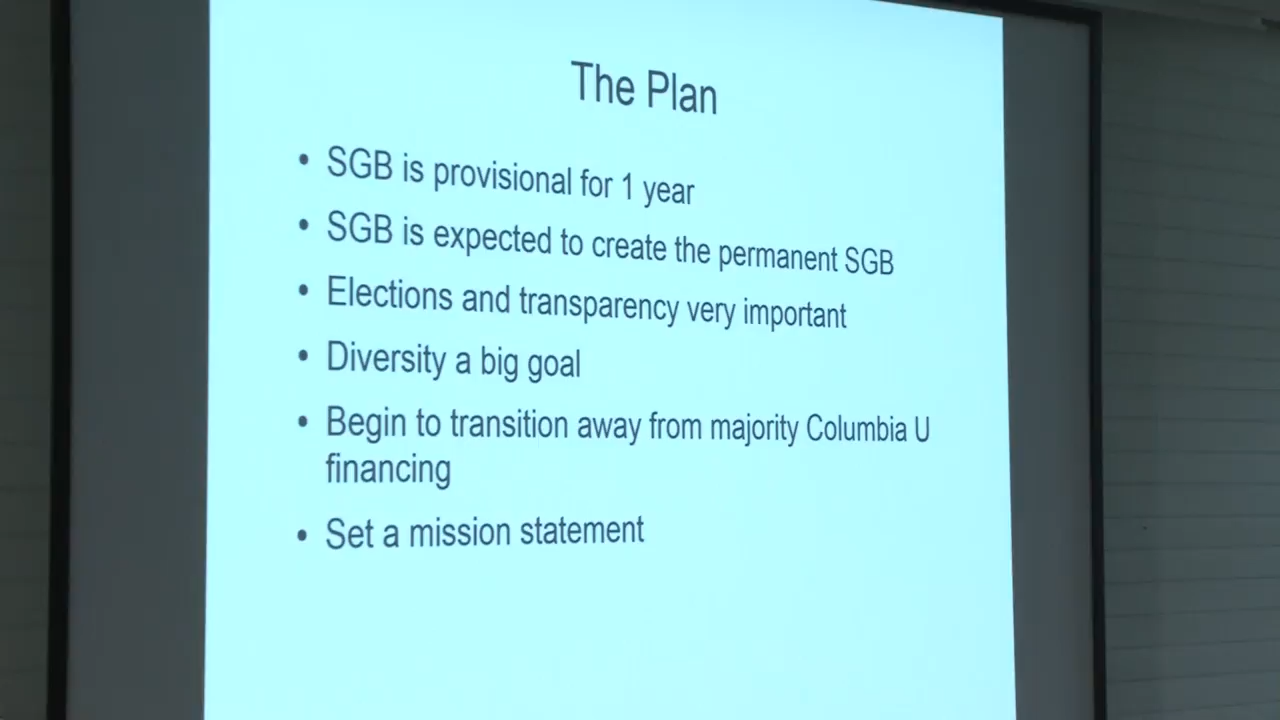 The Plan
• SGB is provisional for 1 year
• SGB is expected to create the permanent SGB
• Elections and transparency very important
• Diversity a big goal
• Begin to transition away from majority Columbia U
financing
• Set a mission statement